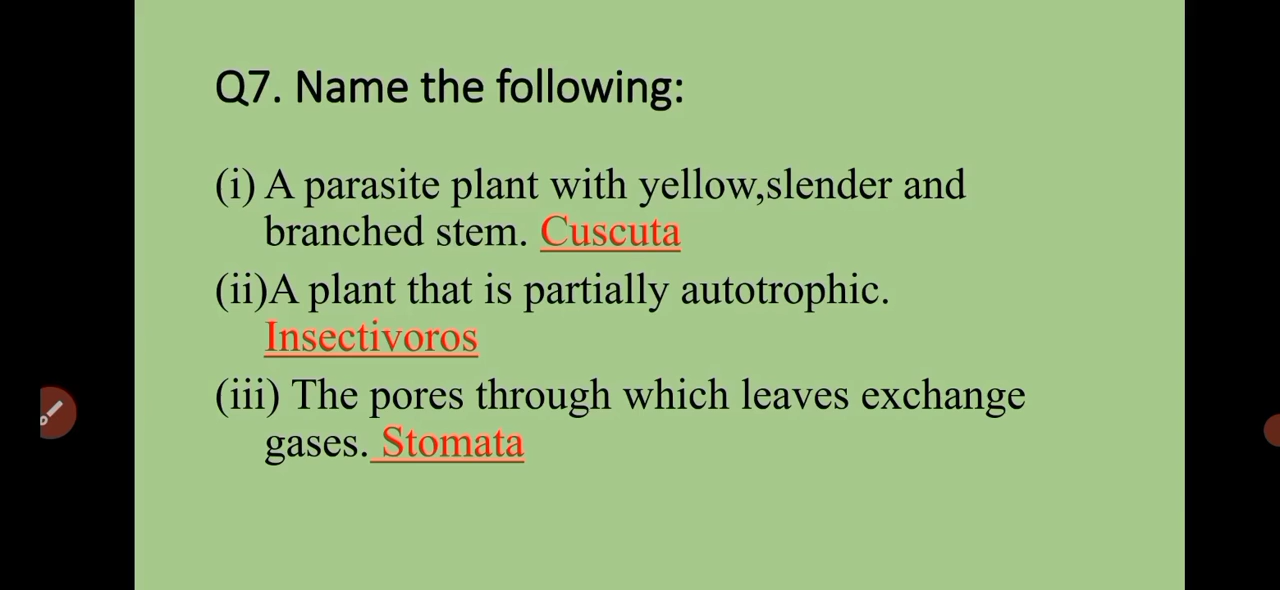 Q7. Name the following:
(i) A parasite plant with yellow,slender and
branched stem. Cuscuta
(ii)A plant that is partially autotrophic.
Insectivoros
(iii) The pores through which leaves exchange
gases. Stomata